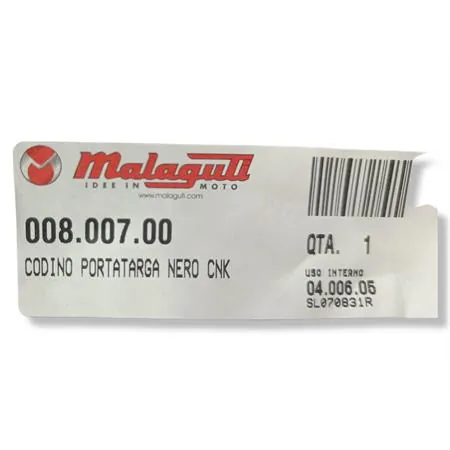 Malaguti
IDEE IN MOTO
www.malaguti.com
008.007.00
CODINO PORTATARGA NERO CNK
QTA. 1
USO INTERNO
04.006.05
SL070831R